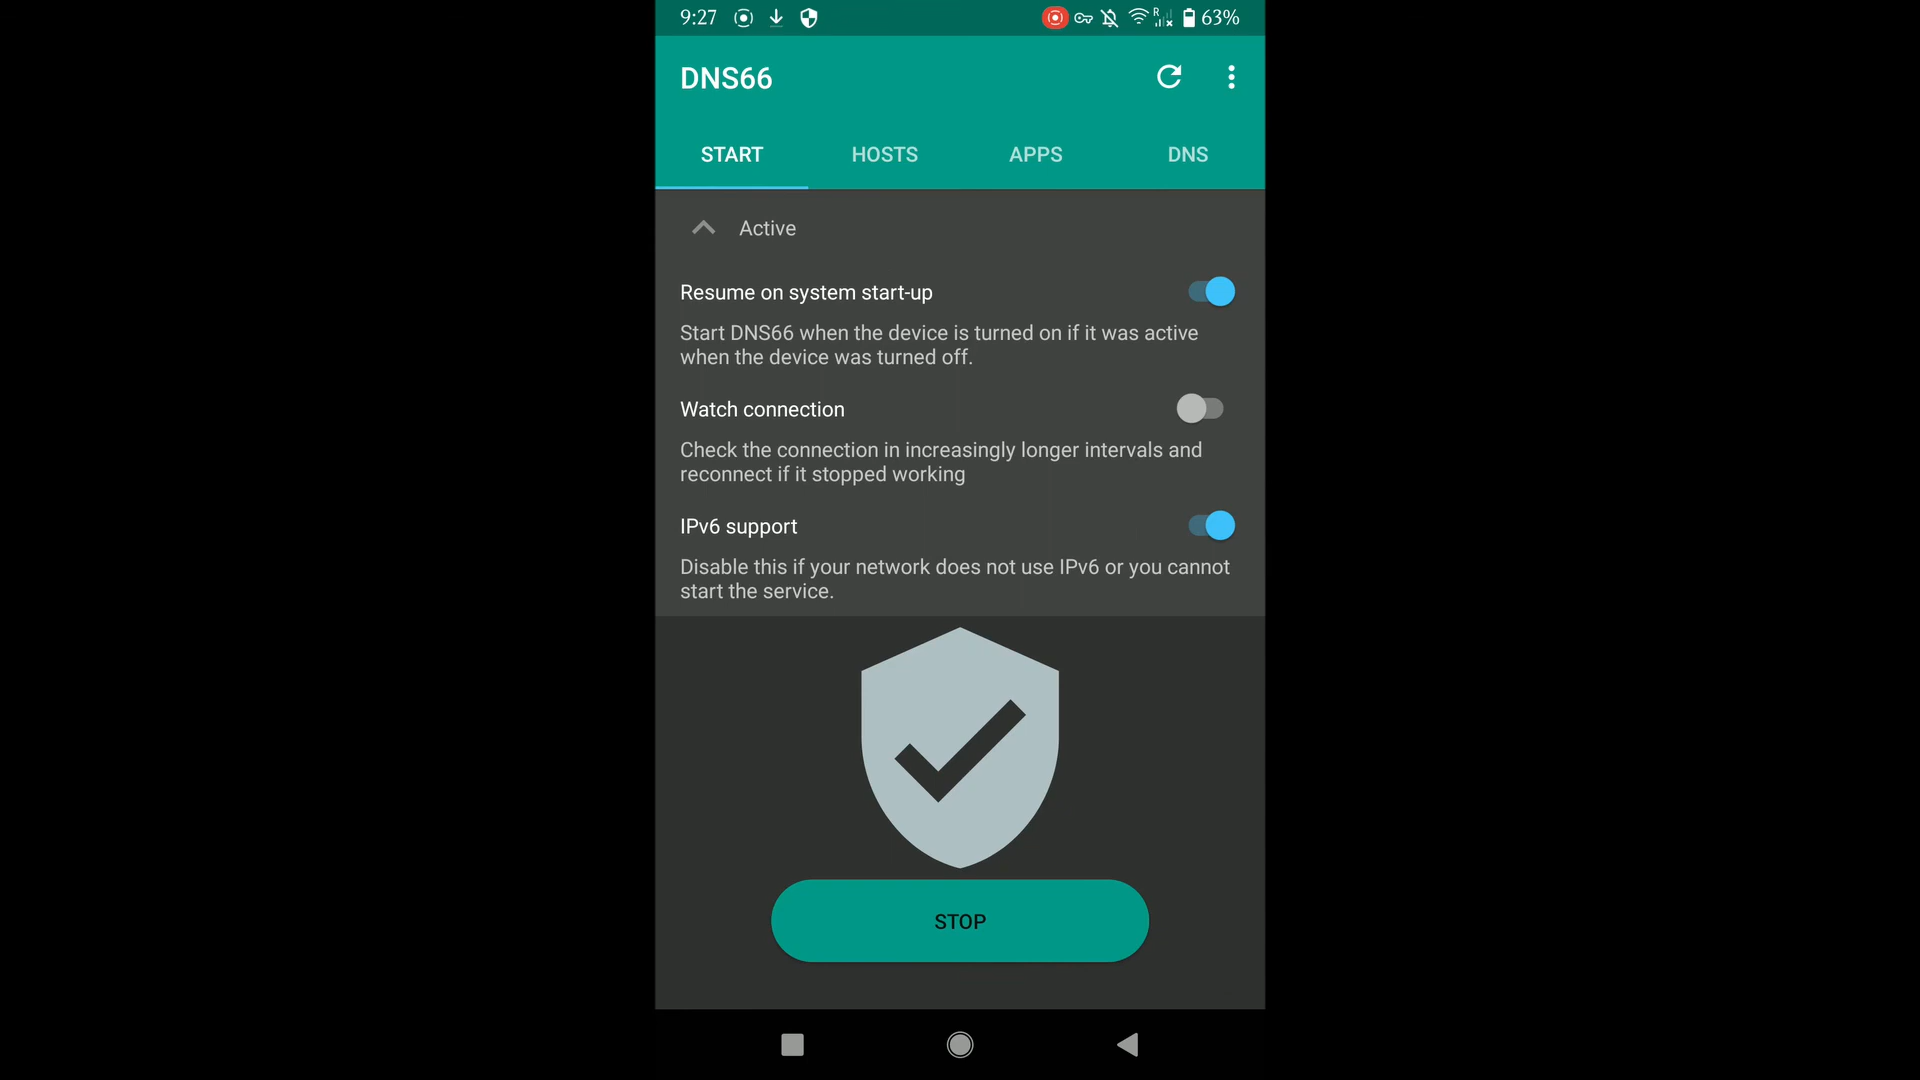 9:27
R
63%
DNS66
START HOSTS APPS DNS
Active
Resume on system start-up
Start DNS66 when the device is turned on if it was active
when the device was turned off.
Watch connection
Check the connection in increasingly longer intervals and
reconnect if it stopped working
IPv6 support
Disable this if your network does not use IPv6 or you cannot
start the service.
STOP